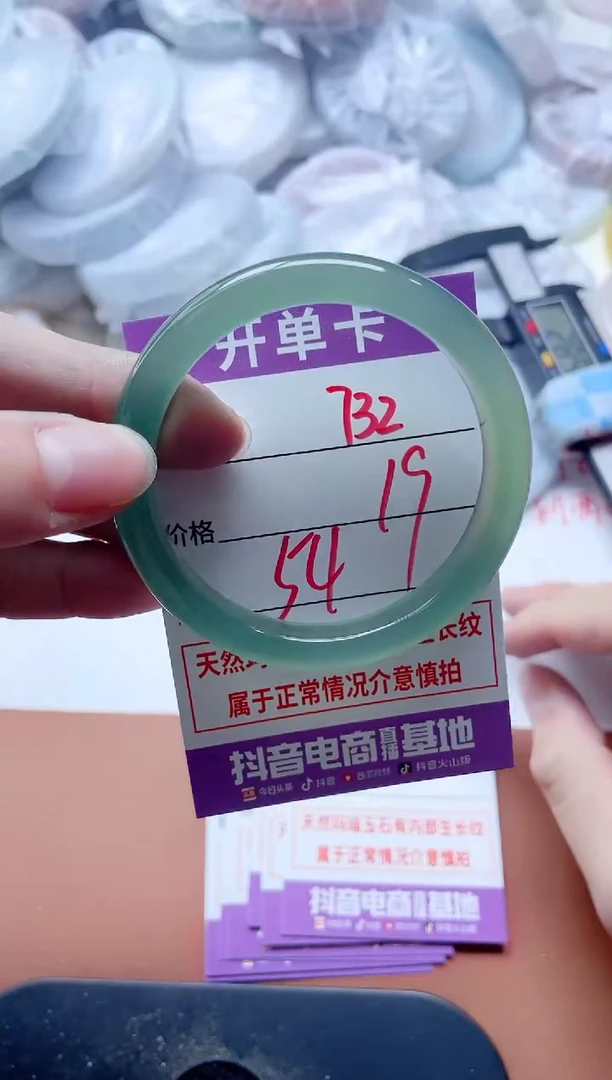 开单卡
732
19
价格
54
天然
生长纹
属于正常情况介意慎拍
抖音电商直播基地
今日头条 抖音 西瓜视频 抖音火山版
天然玛瑙玉石有内部生长纹
属于正常情况介意慎拍
抖音电商直播基地